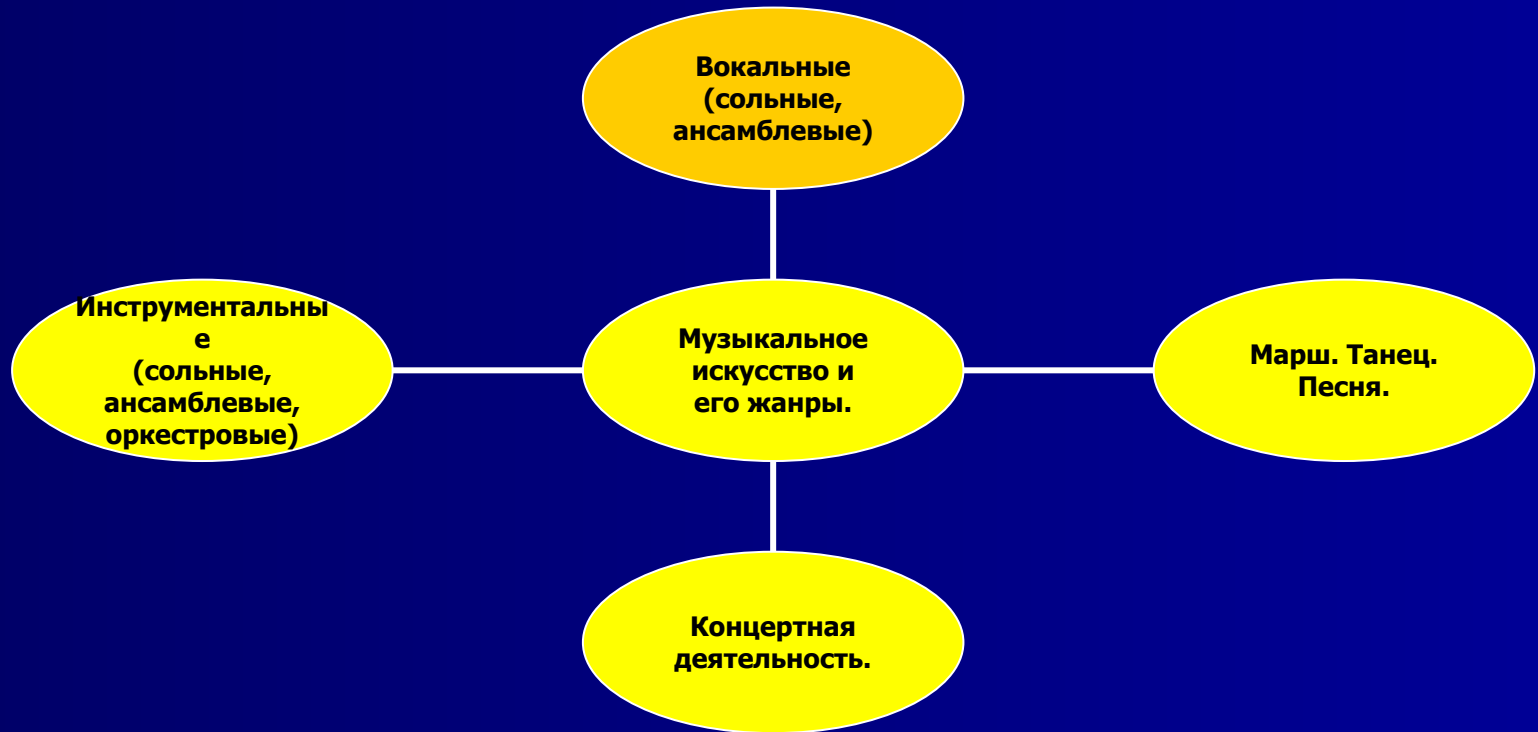 Вокальные
(сольные,
ансамблевые)
Инструментальны
е
(сольные,
ансамблевые,
оркестровые)
Музыкальное
искусство и
его жанры.
Марш. Танец.
Песня.
Концертная
деятельность.